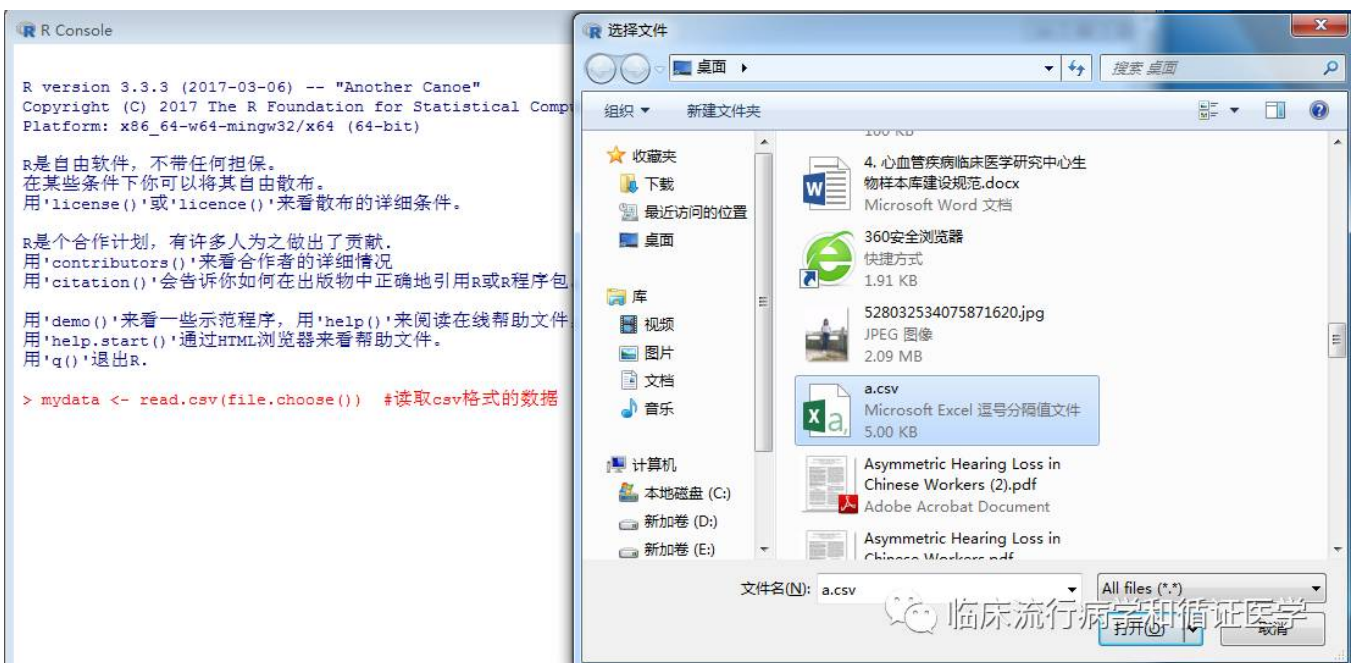 R Console
R version 3.3.3 (2017-03-06) -- "Another Canoe"
Copyright (C) 2017 The R Foundation for Statistical
Platform: x86_64-w64-mingw32/x64 (64-bit)
R是自由软件，不带任何担保。
在某些条件下你可以将其自由散布。
用'license()'或'licence()'来看散布的详细条件。
R是个合作计划，有许多人为之做出了贡献.
用'contributors()'来看合作者的详细情况
用'citation()'会告诉你如何在出版物中正确地引用R或R程序包
用'demo()'来看一些示范程序，用'help()'来阅读在线帮助文件
用'help.start()'通过HTML浏览器来看帮助文件。
用'q()'退出R.
> mydata <- read.csv(file.choose())  #读取csv格式的数据
选择文件
桌面
搜索 桌面
组织
新建文件夹
收藏夹
下载
最近访问的位置
桌面
库
视频
图片
文档
音乐
计算机
本地磁盘 (C:)
新加卷 (D:)
新加卷 (E:)
100 KB
4. 心血管疾病临床医学研究中心生
物样本库建设规范.docx
Microsoft Word 文档
360安全浏览器
快捷方式
1.91 KB
528032534075871620.jpg
JPEG 图像
2.09 MB
a.csv
Microsoft Excel 逗号分隔值文件
5.00 KB
Asymmetric Hearing Loss in
Chinese Workers (2).pdf
Adobe Acrobat Document
Asymmetric Hearing Loss in
Chinese Workers.pdf
文件名(N): a.csv
All files (*.*)
打开(O)
取消
临床流行病学和循证医学